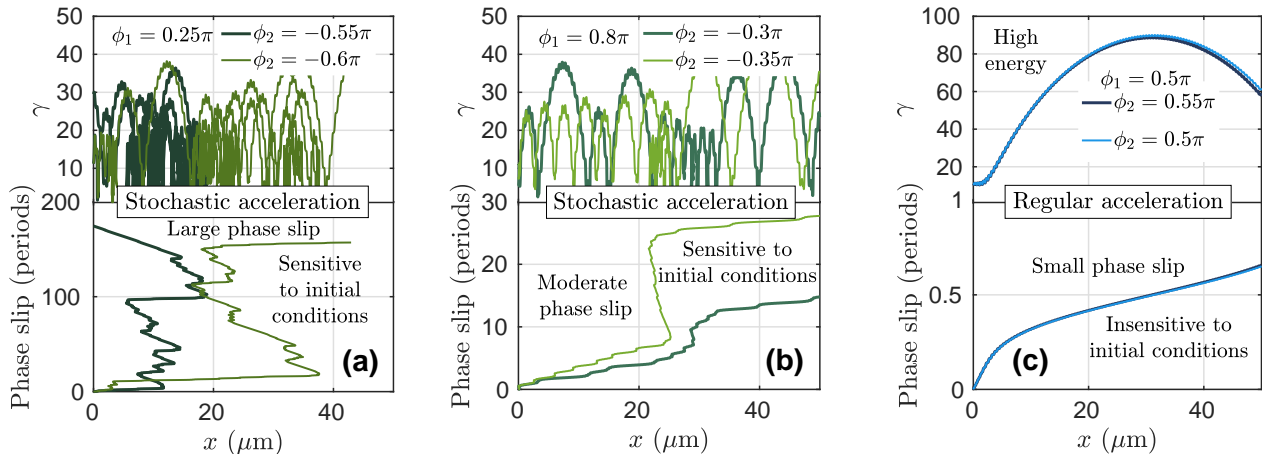 50
40
30
20
10
γ
ϕ₁ = 0.25π
ϕ₂ = −0.55π
ϕ₂ = −0.6π
Stochastic acceleration
200
100
0
Phase slip (periods)
Large phase slip
Sensitive
to initial
conditions
(a)
0
20
40
x (μm)
50
40
30
20
10
γ
ϕ₁ = 0.8π
ϕ₂ = −0.3π
ϕ₂ = −0.35π
Stochastic acceleration
30
20
10
0
Phase slip (periods)
Sensitive to
initial conditions
Moderate
phase slip
(b)
0
20
40
x (μm)
100
80
60
40
20
γ
High
energy
ϕ₁ = 0.5π
ϕ₂ = 0.55π
ϕ₂ = 0.5π
Regular acceleration
1
0.5
0
Phase slip (periods)
Small phase slip
Insensitive to
initial conditions
(c)
0
20
40
x (μm)